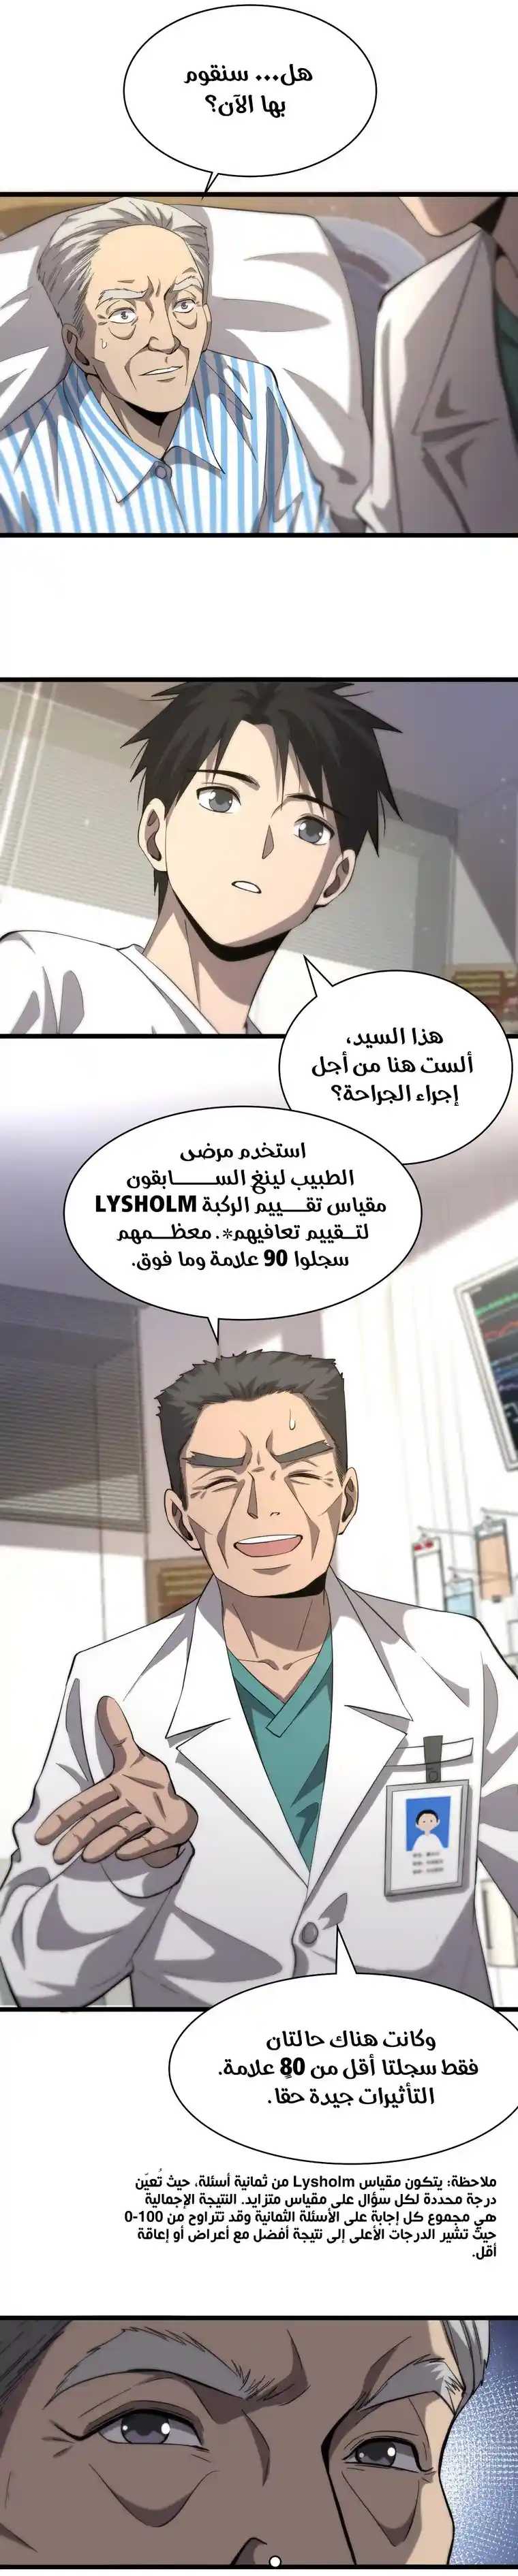 هل... سنقوم
بها الآن؟
هذا السيد،
ألست هنا من أجل
إجراء الجراحة؟
استخدم مرضى
الطبيب لينغ الســـــابقون
مقياس تقـــييم الركبة LYSHOLM
لتــقييم تعافيهم*. معظـــمهم
سجلوا 90 علامة وما فوق.
وكانت هناك حالتان
فقط سجلتا أقل من 80 علامة.
التأثيرات جيدة حقا.
ملاحظة: يتكون مقياس Lysholm من ثمانية أسئلة، حيث تُعيّن
درجة محددة لكل سؤال على مقياس متزايد. النتيجة الإجمالية
هي مجموع كل إجابة على الأسئلة الثمانية وقد تتراوح من 100-0
حيث تشير الدرجات الأعلى إلى نتيجة أفضل مع أعراض أو إعاقة
أقل.